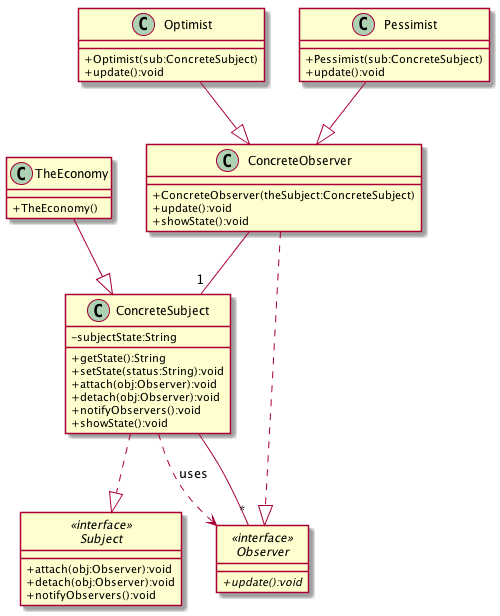 C Optimist
+Optimist(sub:ConcreteSubject)
+update():void
C Pessimist
+Pessimist(sub:ConcreteSubject)
+update():void
C TheEconomy
+TheEconomy()
C ConcreteObserver
+ConcreteObserver(theSubject:ConcreteSubject)
+update():void
+showState():void
1
C ConcreteSubject
-subjectState:String
+getState():String
+setState(status:String):void
+attach(obj:Observer):void
+detach(obj:Observer):void
+notifyObservers():void
+showState():void
uses
*
«interface»
Subject
+attach(obj:Observer):void
+detach(obj:Observer):void
+notifyObservers():void
«interface»
Observer
+update():void